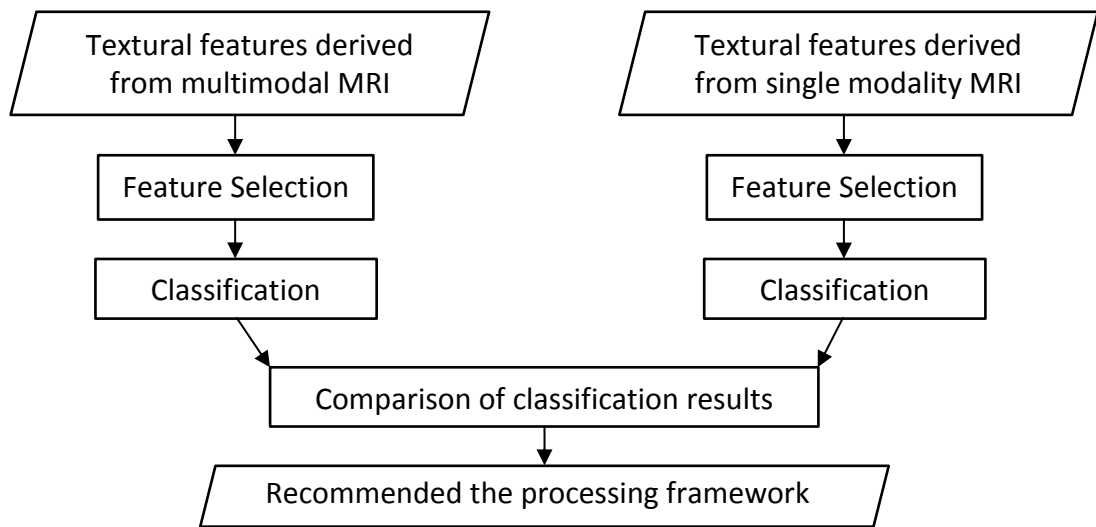 Textural features derived
from multimodal MRI
Textural features derived
from single modality MRI
Feature Selection
Feature Selection
Classification
Classification
Comparison of classification results
Recommended the processing framework